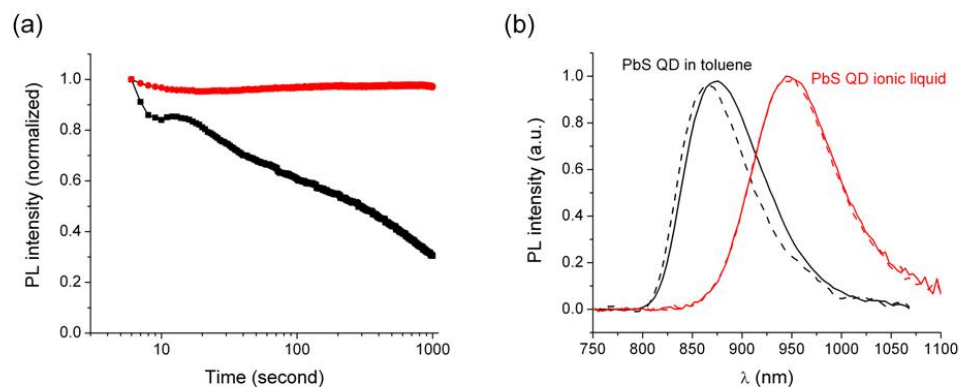 (a)
PL intensity (normalized)
1.0
0.8
0.6
0.4
0.2
0.0
10
100
1000
Time (second)
(b)
PL intensity (a.u.)
1.0
0.8
0.6
0.4
0.2
0.0
PbS QD in toluene
PbS QD ionic liquid
750 800 850 900 950 1000 1050 1100
λ (nm)